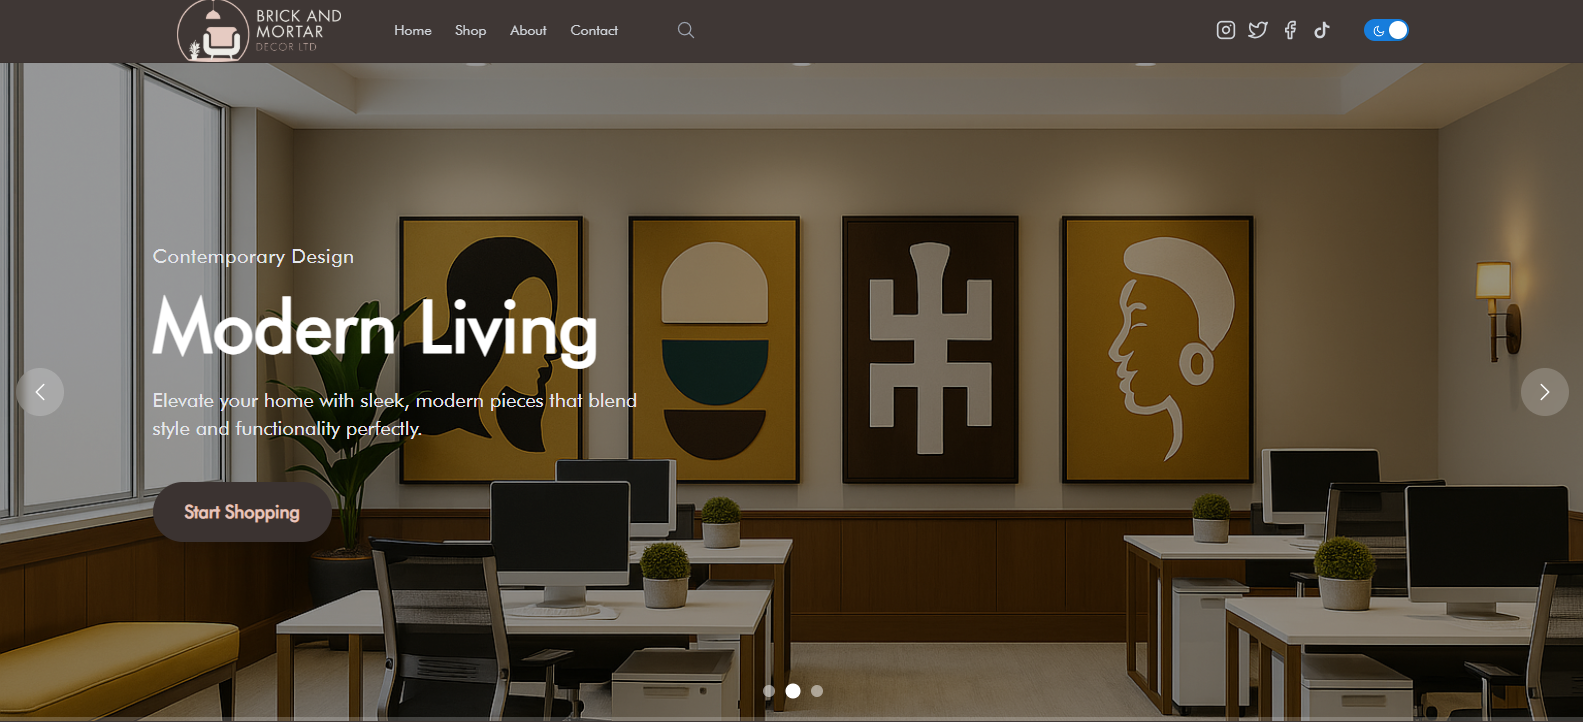 BRICK AND
MORTAR
DECOR LTD
Home
Shop
About
Contact
Contemporary Design
Modern Living
Elevate your home with sleek, modern pieces that blend
style and functionality perfectly.
Start Shopping